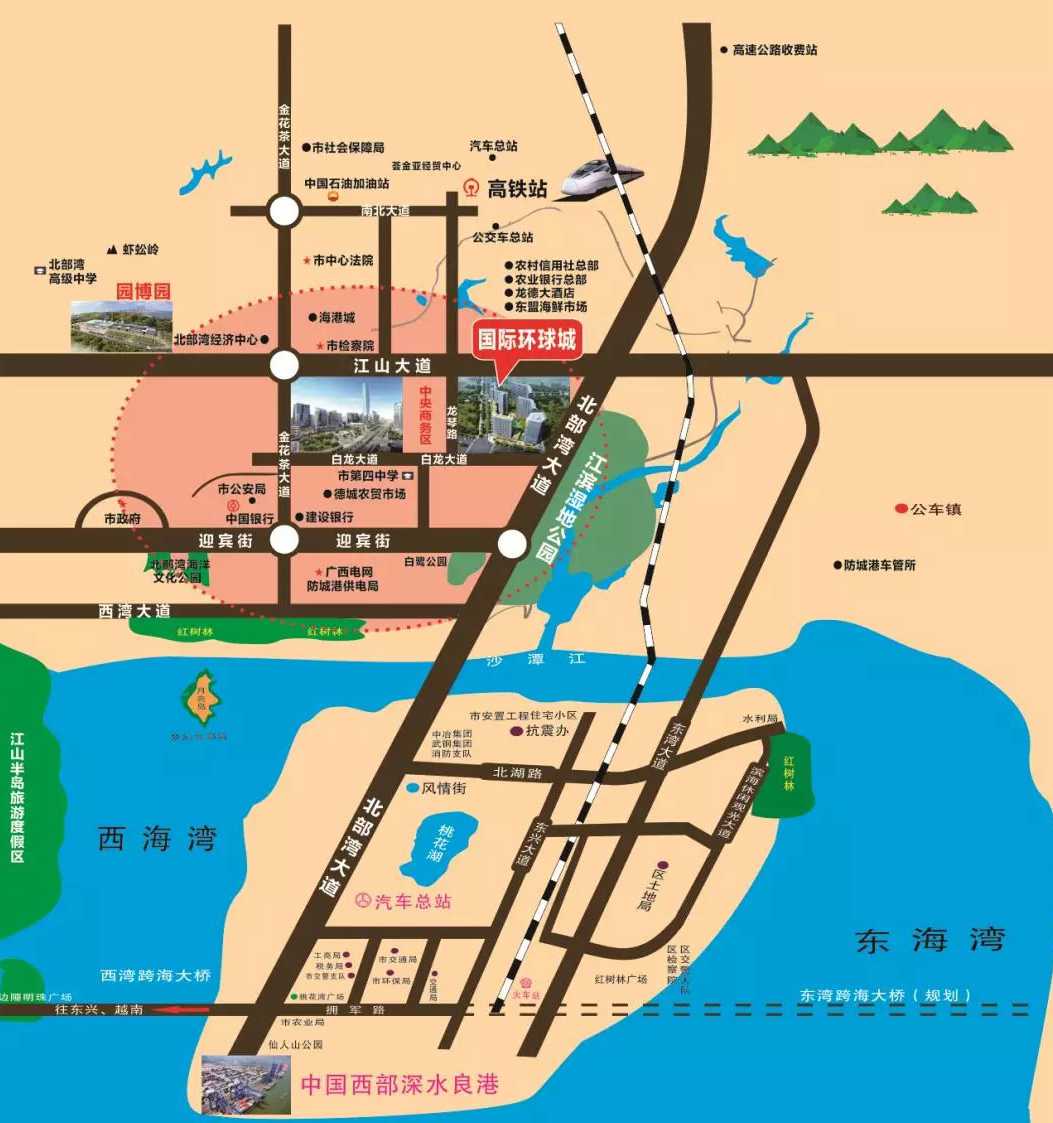 高速公路收费站
金花茶大道
市社会保障局
汽车总站
荟金亚经贸中心
中国石油加油站
高铁站
南北大道
公交车总站
虾蚣岭
北部湾
高级中学
市中心法院
农村信用社总部
农业银行总部
龙德大酒店
东盟海鲜市场
园博园
海港城
北部湾经济中心
市检察院
国际环球城
江山大道
中央商务区
龙琴路
北部湾大道
金花茶大道
白龙大道
白龙大道
江滨湿地公园
市第四中学
市公安局
德城农贸市场
中国银行
建设银行
市政府
公车镇
迎宾街
迎宾街
白鹭公园
北部湾海洋
文化公园
广西电网
防城港供电局
防城港车管所
西湾大道
红树林
红树林
沙潭江
月亮岛
市安置工程住宅小区
抗震办
水利局
中冶集团
武钢集团
消防支队
东湾大道
北湖路
红树林
江山半岛旅游度假区
风情街
滨海休闲观光大道
西海湾
北部湾大道
桃花湖
东兴大道
区土地局
汽车总站
东海湾
工商局
税务局
市交警支队
市交通局
市环保局
交通局
区交警大队
区检察院
西湾跨海大桥
红树林广场
火车站
桃花湾广场
东湾跨海大桥（规划）
边陲明珠广场
往东兴、越南
拥军路
市农业局
仙人山公园
中国西部深水良港